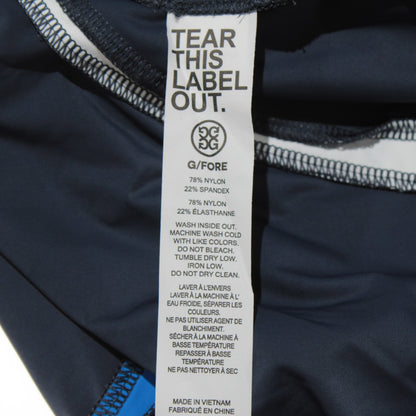 TEAR
THIS
LABEL
OUT.
G/FORE
78% NYLON
22% SPANDEX
78% NYLON
22% ÉLASTHANNE
WASH INSIDE OUT.
MACHINE WASH COLD
WITH LIKE COLORS.
DO NOT BLEACH.
TUMBLE DRY LOW.
IRON LOW.
DO NOT DRY CLEAN.
LAVER À L'ENVERS
LAVER À LA MACHINE À L'
EAU FROIDE, SÉPARER LES
COULEURS.
NE PAS UTILISER AGENT DE
BLANCHIMENT.
SÉCHER À LA MACHINE À
BASSE TEMPÉRATURE
REPASSER À BASSE
TEMPÉRATURE
NE PAS NETTOYER À SEC.
MADE IN VIETNAM
FABRIQUÉ EN CHINE